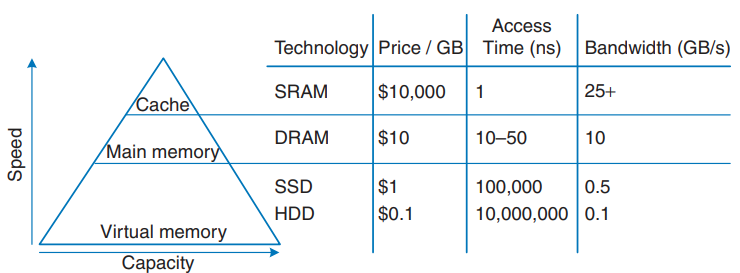 Technology Price / GB Access Time (ns) Bandwidth (GB/s)
Cache SRAM $10,000 1 25+
Main memory DRAM $10 10–50 10
SSD $1 100,000 0.5
HDD $0.1 10,000,000 0.1
Virtual memory
Speed
Capacity